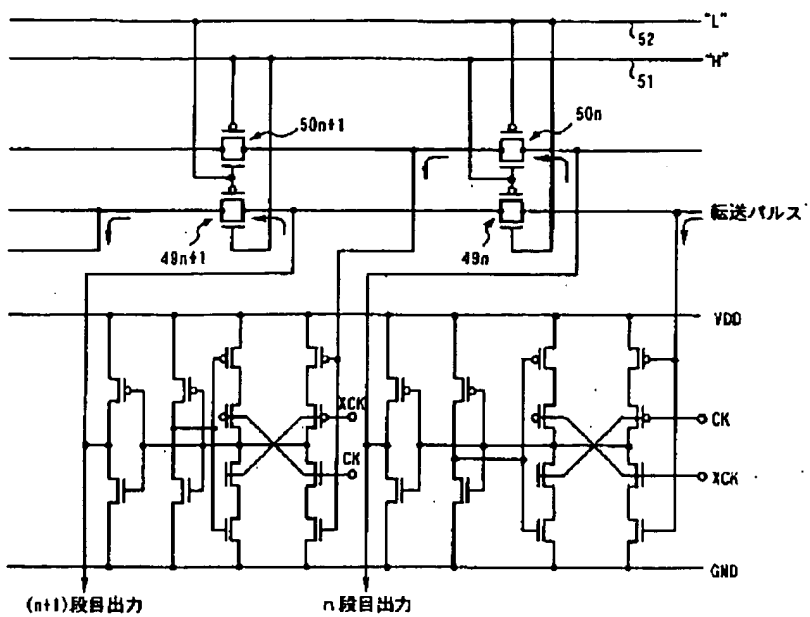 "L"
52
"H"
51
50n+1
50n
転送パルス
49n+1
49n
VDD
XCK
CK
CK
XCK
GND
(n+1)段目出力
n段目出力